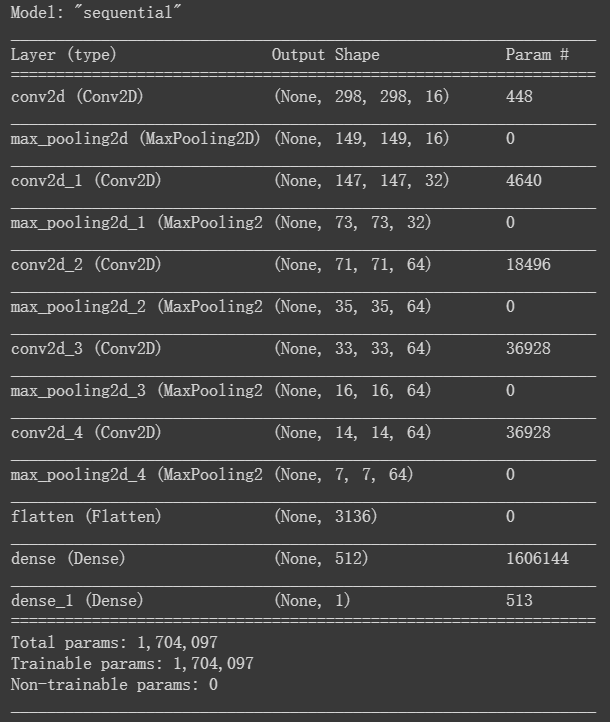 Model: "sequential"
Layer (type) Output Shape Param #
conv2d (Conv2D) (None, 298, 298, 16) 448
max_pooling2d (MaxPooling2D) (None, 149, 149, 16) 0
conv2d_1 (Conv2D) (None, 147, 147, 32) 4640
max_pooling2d_1 (MaxPooling2 (None, 73, 73, 32) 0
conv2d_2 (Conv2D) (None, 71, 71, 64) 18496
max_pooling2d_2 (MaxPooling2 (None, 35, 35, 64) 0
conv2d_3 (Conv2D) (None, 33, 33, 64) 36928
max_pooling2d_3 (MaxPooling2 (None, 16, 16, 64) 0
conv2d_4 (Conv2D) (None, 14, 14, 64) 36928
max_pooling2d_4 (MaxPooling2 (None, 7, 7, 64) 0
flatten (Flatten) (None, 3136) 0
dense (Dense) (None, 512) 1606144
dense_1 (Dense) (None, 1) 513
Total params: 1,704,097
Trainable params: 1,704,097
Non-trainable params: 0